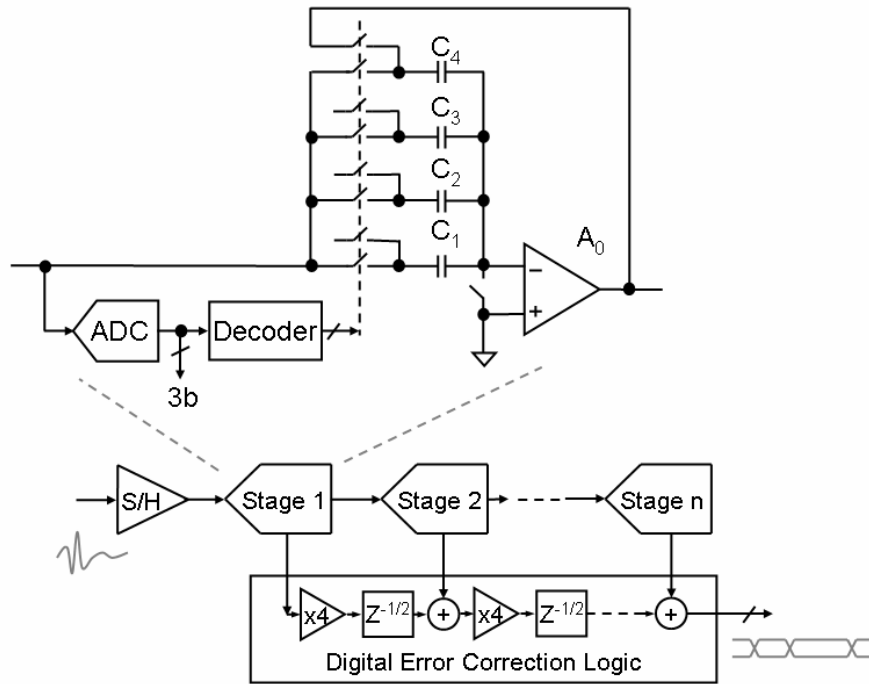 C₄
C₃
C₂
C₁
A₀
−
+
ADC
Decoder
3b
S/H
Stage 1
Stage 2
Stage n
x4
Z⁻¹/²
+
x4
Z⁻¹/²
+
Digital Error Correction Logic